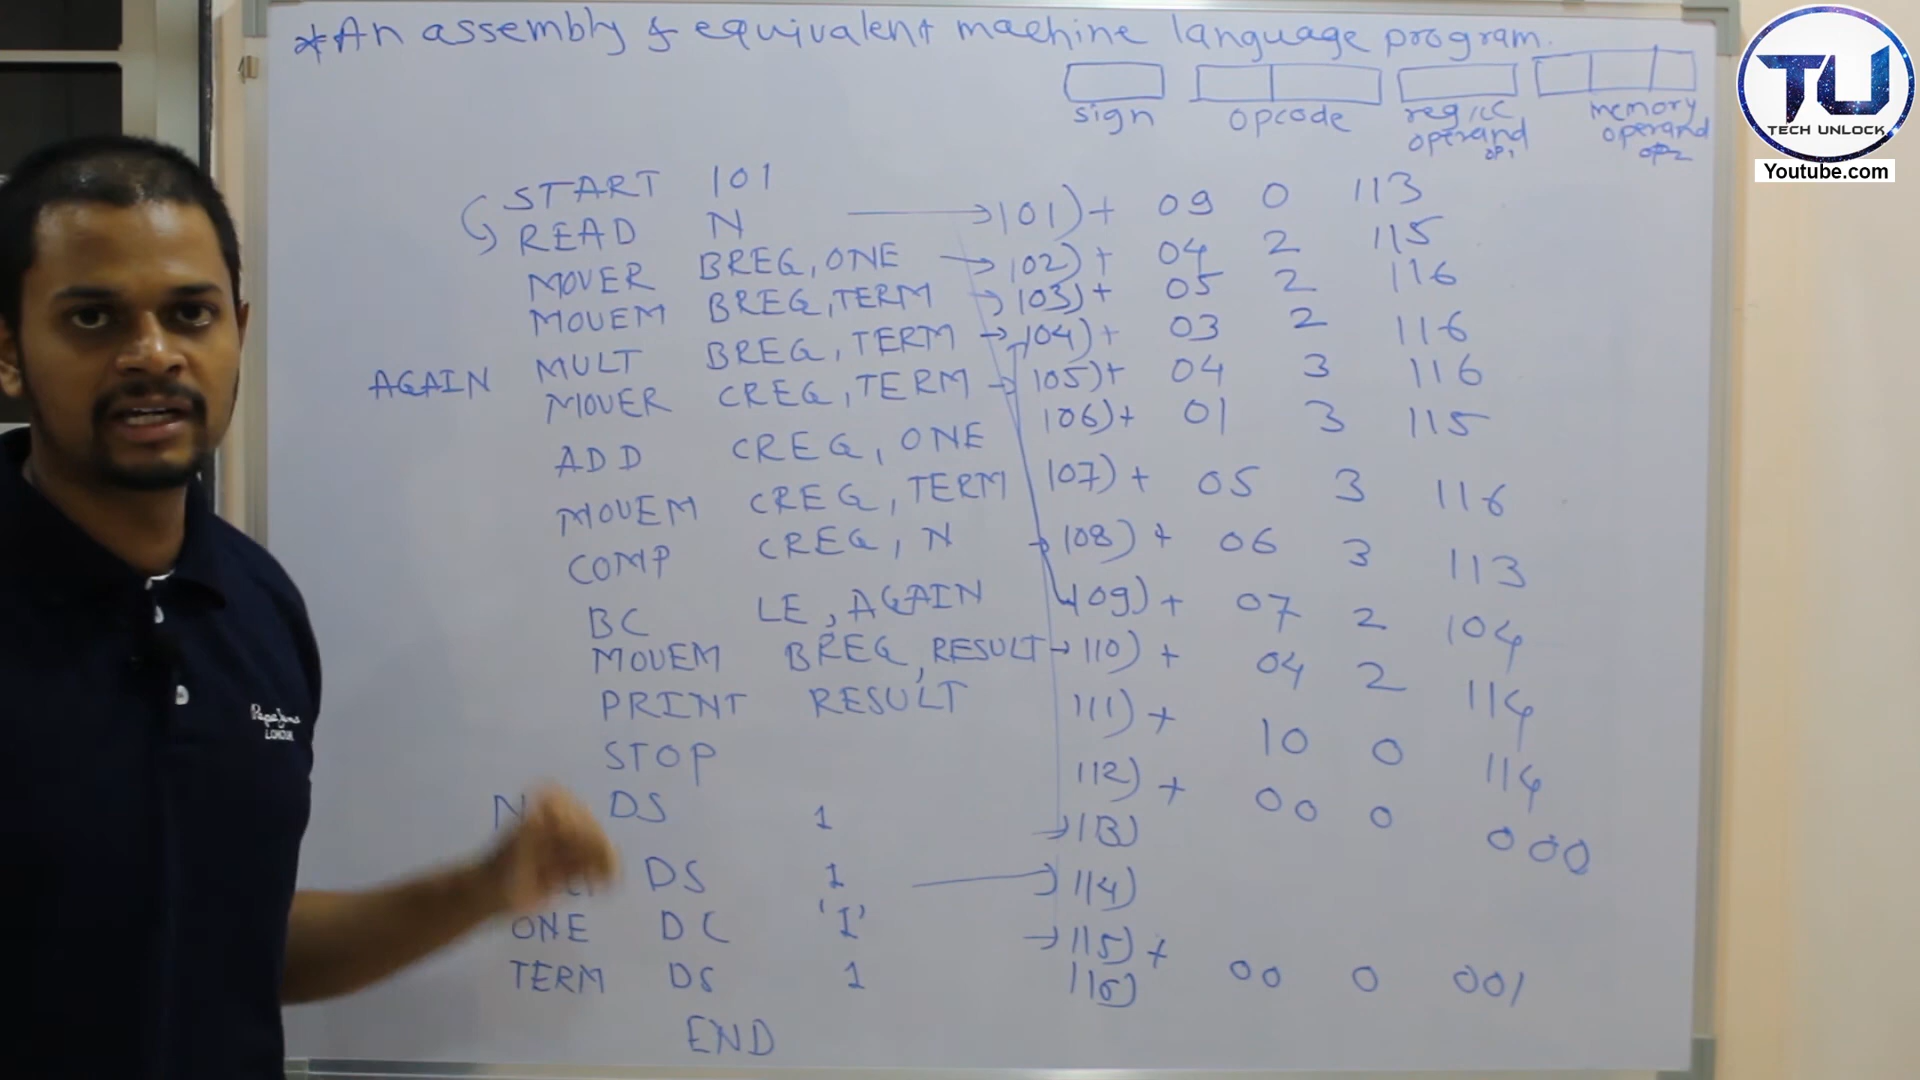 *An assembly & equivalent machine language program.
TU
TECH UNLOCK
Youtube.com
sign opcode reg/CC operand op1 memory operand op2
START 101
READ N 101) + 09 0 113
MOVER BREG, ONE 102) + 04 2 115
MOVEM BREG, TERM 103) + 05 2 116
AGAIN MULT BREG, TERM 104) + 03 2 116
MOVER CREG, TERM 105) + 04 3 116
ADD CREG, ONE 106) + 01 3 115
MOVEM CREG, TERM 107) + 05 3 116
COMP CREG, N 108) + 06 3 113
BC LE, AGAIN 109) + 07 2 104
MOVEM BREG, RESULT 110) + 04 2 114
PRINT RESULT 111) + 10 0 114
STOP 112) + 00 0 000
N DS 1 113)
DS 1 114)
ONE DC '1' 115) + 00 0 001
TERM DS 1 116)
END
Pepe Jeans
LONDON